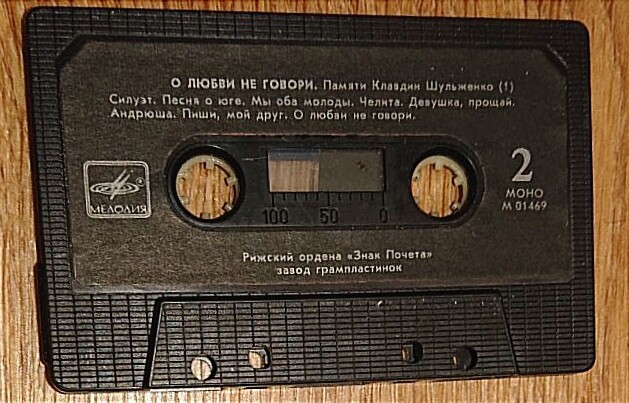 О ЛЮБВИ НЕ ГОВОРИ. Памяти Клавдии Шульженко (1)
Силуэт. Песня о юге. Мы оба молоды. Челита. Девушка, прощай.
Андрюша. Пиши, мой друг. О любви не говори.
2
МОНО
М 01469
МЕЛОДИЯ
100 50 0
Рижский ордена «Знак Почета»
завод грампластинок